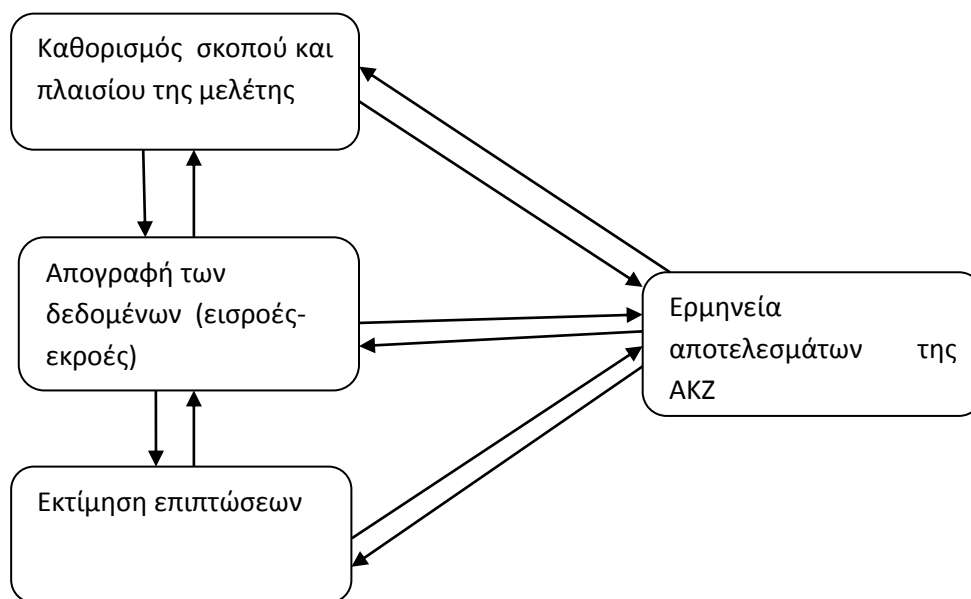 Καθορισμός σκοπού και
πλαισίου της μελέτης
Απογραφή των
δεδομένων (εισροές-
εκροές)
Ερμηνεία
αποτελεσμάτων της
ΑΚΖ
Εκτίμηση επιπτώσεων